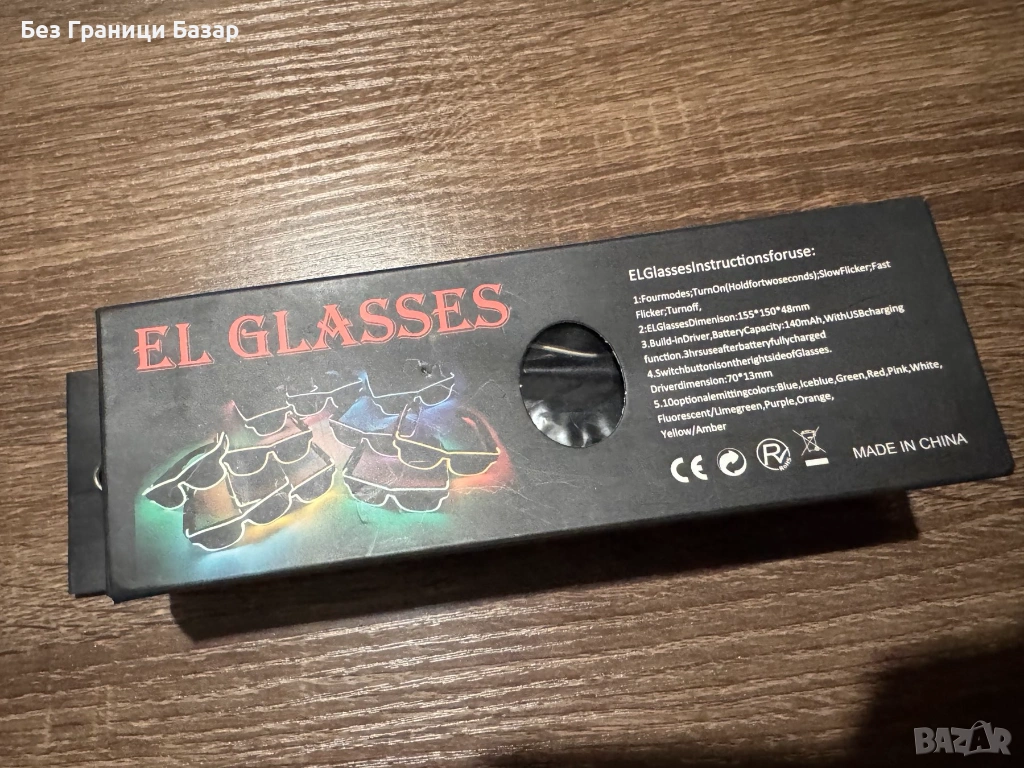 Без Граници Базар
EL GLASSES
ELGlassesInstructionsforuse:
1:Fourmodes;TurnOn(Holdfortwoseconds);SlowFlicker;Fast
Flicker;Turnoff,
2:ELGlassesDimenison:155*150*48mm
3.Build-inDriver,BatteryCapacity:140mAh,WithUSBcharging
function.3hrsuseafterbatteryfullycharged
4.SwitchbuttonisontherightsideofGlasses.
Driverdimension:70*13mm
5.10optionalemittingcolors:Blue,Iceblue,Green,Red,Pink,White,
Fluorescent/Limegreen,Purple,Orange,
Yellow/Amber
CE
MADE IN CHINA
BAZAR